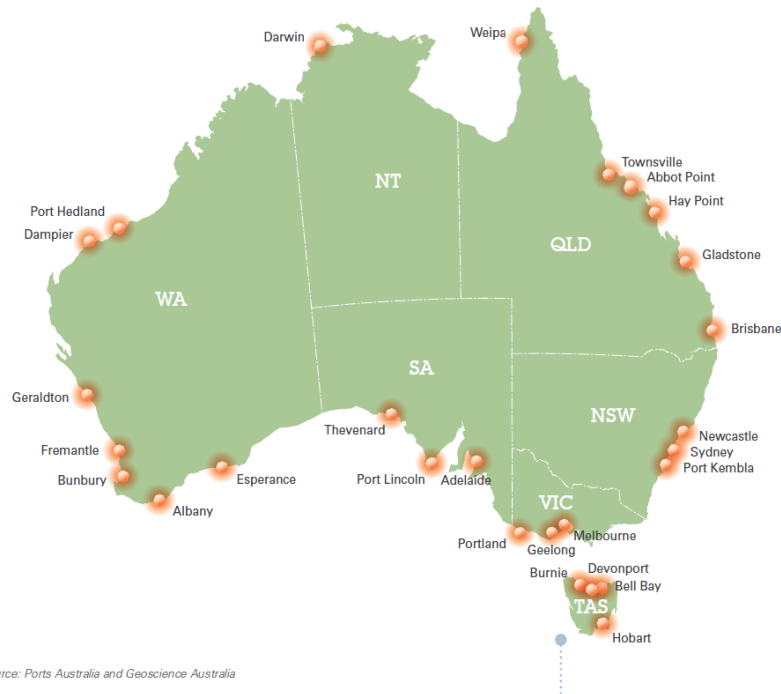 Weipa
Darwin
Townsville
Abbot Point
NT
Hay Point
Port Hedland
Dampier
QLD
Gladstone
WA
Brisbane
SA
Geraldton
NSW
Thevenard
Newcastle
Fremantle
Sydney
Port Kembla
Bunbury
Esperance
Port Lincoln
Adelaide
Albany
VIC
Portland
Melbourne
Geelong
Burnie
Devonport
Bell Bay
TAS
Hobart
rce: Ports Australia and Geoscience Australia